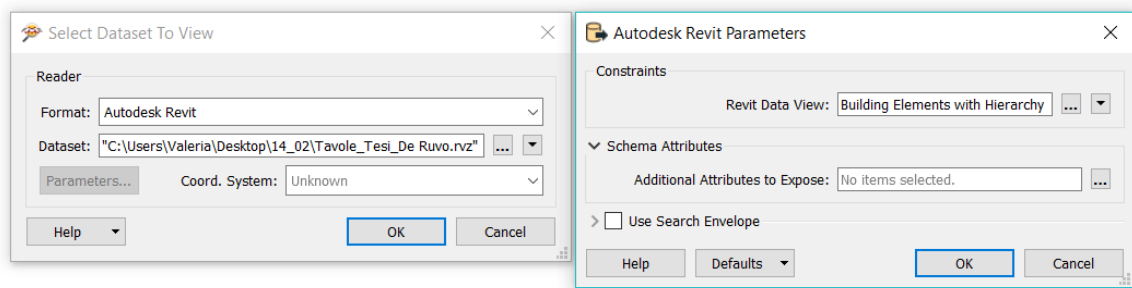 Select Dataset To View
Reader
Format: Autodesk Revit
Dataset: "C:\Users\Valeria\Desktop\14_02\Tavole_Tesi_De Ruvo.rvz" ...
Parameters... Coord. System: Unknown
Help OK Cancel
Autodesk Revit Parameters
Constraints
Revit Data View: Building Elements with Hierarchy ...
Schema Attributes
Additional Attributes to Expose: No items selected. ...
Use Search Envelope
Help Defaults OK Cancel